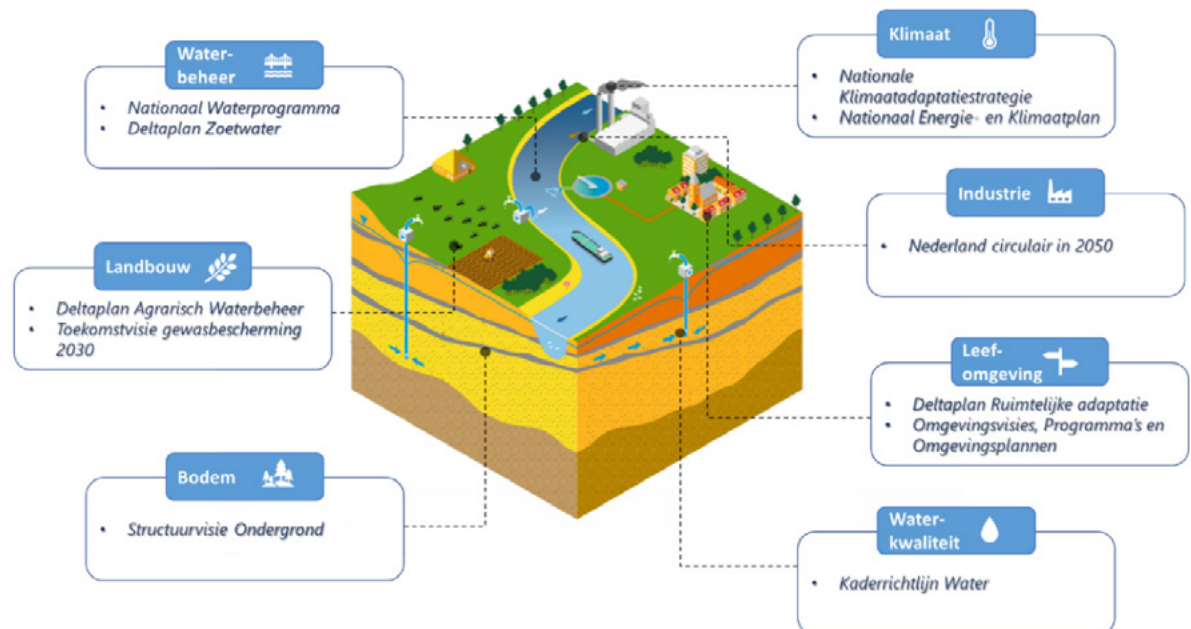 Water-
beheer
• Nationaal Waterprogramma
• Deltaplan Zoetwater
Landbouw
• Deltaplan Agrarisch Waterbeheer
• Toekomstvisie gewasbescherming
2030
Bodem
• Structuurvisie Ondergrond
Klimaat
• Nationale
Klimaatadaptatiestrategie
• Nationaal Energie- en Klimaatplan
Industrie
• Nederland circulair in 2050
Leef-
omgeving
• Deltaplan Ruimtelijke adaptatie
• Omgevingsvisies, Programma's en
Omgevingsplannen
Water-
kwaliteit
• Kaderrichtlijn Water